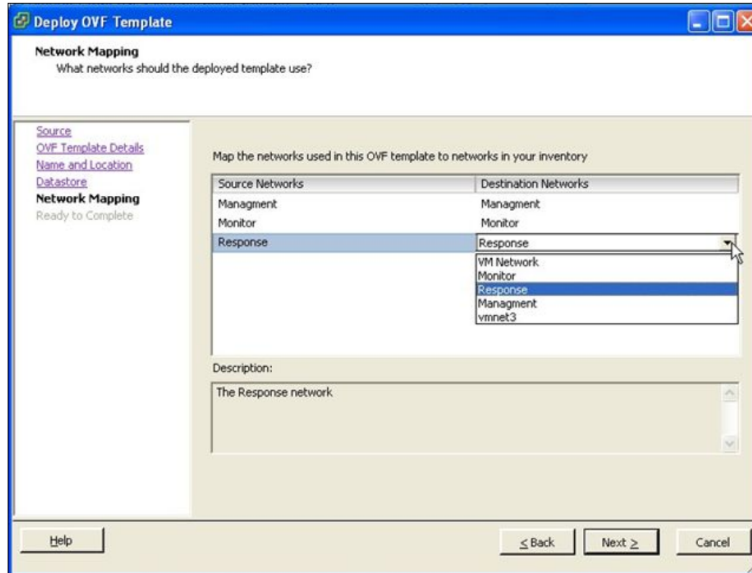 Deploy OVF Template
Network Mapping
What networks should the deployed template use?
Source
OVF Template Details
Name and Location
Datastore
Network Mapping
Ready to Complete
Map the networks used in this OVF template to networks in your inventory
Source Networks Destination Networks
Managment Managment
Monitor Monitor
Response Response
VM Network
Monitor
Response
Managment
vmnet3
Description:
The Response network
Help ≤ Back Next ≥ Cancel